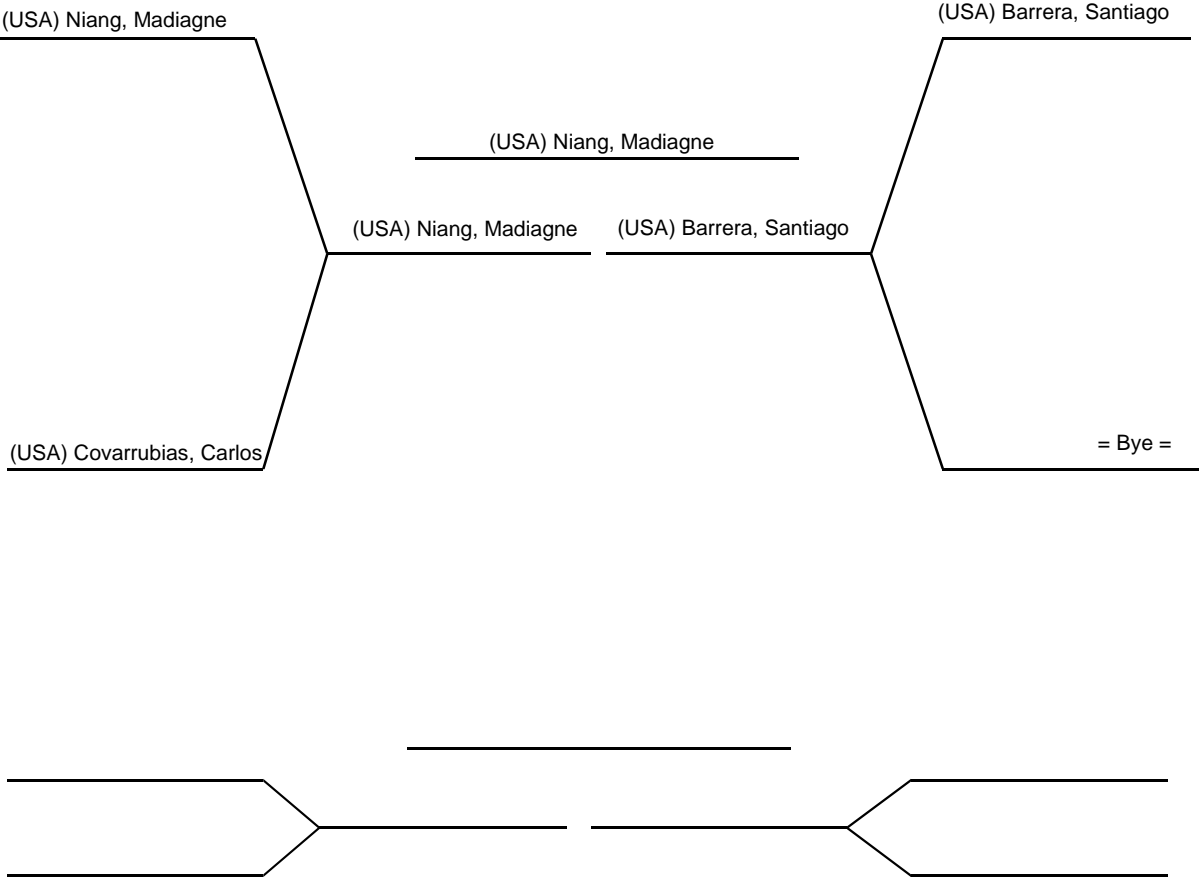 (USA) Niang, Madiagne
(USA) Barrera, Santiago
(USA) Niang, Madiagne
(USA) Niang, Madiagne
(USA) Barrera, Santiago
(USA) Covarrubias, Carlos
= Bye =